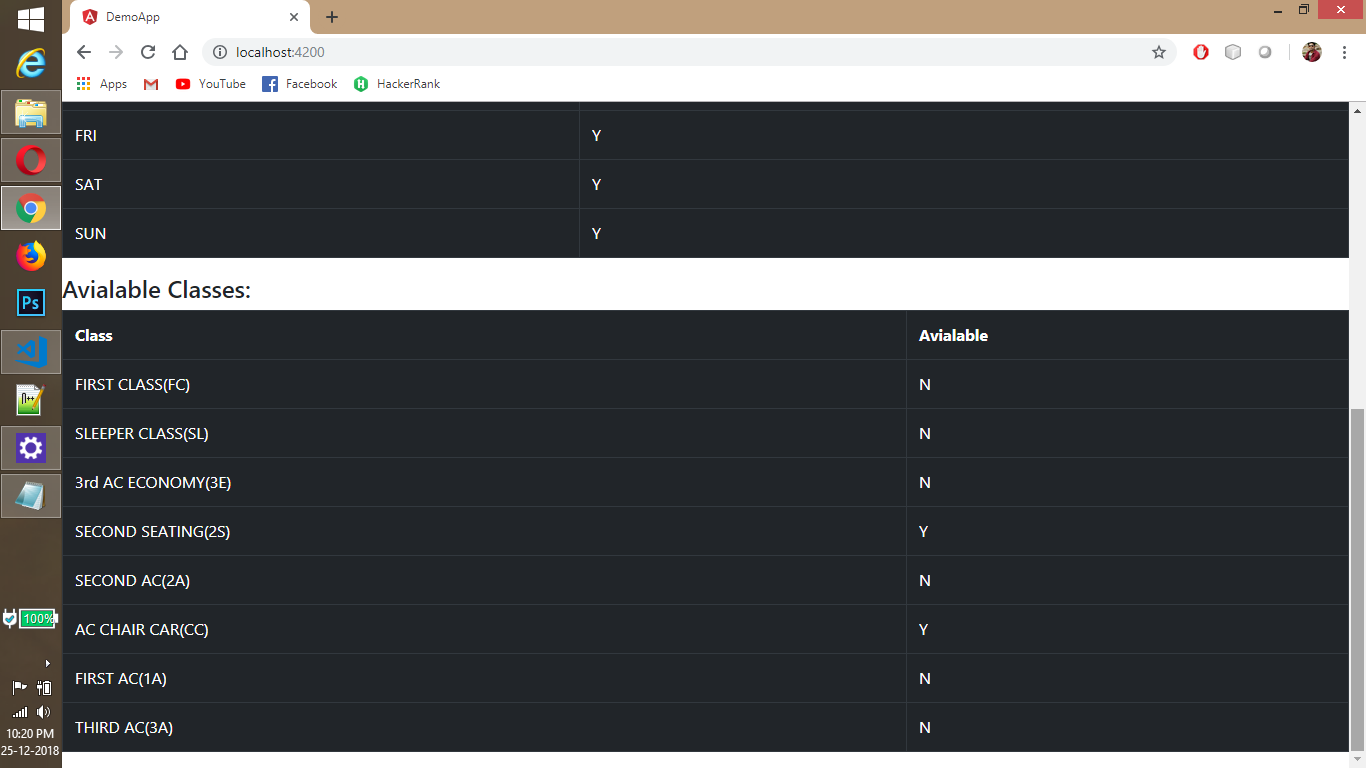 DemoApp
localhost:4200
Apps
YouTube
Facebook
HackerRank
FRI Y
SAT Y
SUN Y
Avialable Classes:
Class Avialable
FIRST CLASS(FC) N
SLEEPER CLASS(SL) N
3rd AC ECONOMY(3E) N
SECOND SEATING(2S) Y
SECOND AC(2A) N
AC CHAIR CAR(CC) Y
FIRST AC(1A) N
THIRD AC(3A) N
Ps
100%
10:20 PM
25-12-2018